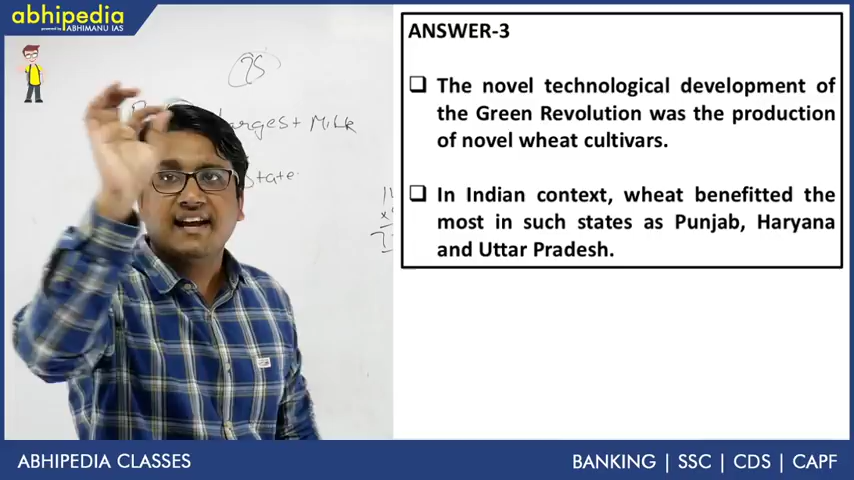 abhipedia
powered by ABHIMANU IAS
25
largest Milk
State
ANSWER-3
❑ The novel technological development of
the Green Revolution was the production
of novel wheat cultivars.
❑ In Indian context, wheat benefitted the
most in such states as Punjab, Haryana
and Uttar Pradesh.
ABHIPEDIA CLASSES
BANKING | SSC | CDS | CAPF